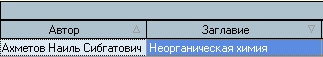 Автор Заглавие
Ахметов Наиль Сибгатович Неорганическая химия